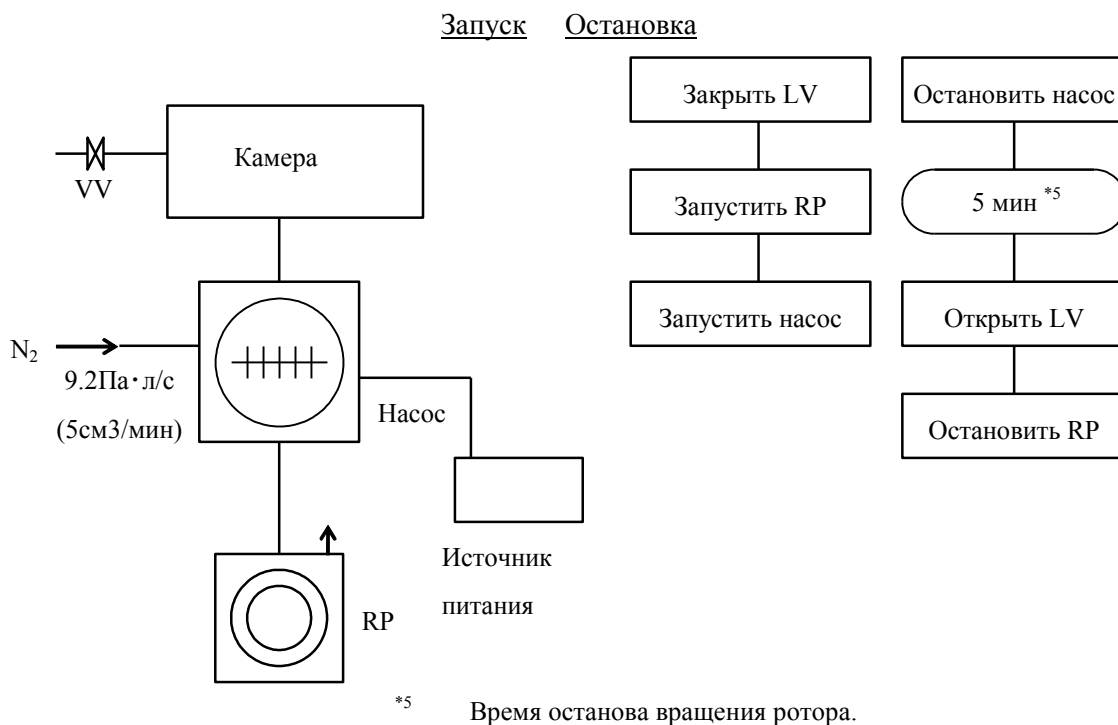 Запуск Остановка
Закрыть LV
Остановить насос
Камера
VV
Запустить RP
5 мин *5
Запустить насос
Открыть LV
N2
9.2Па･л/с
(5см3/мин)
Насос
Остановить RP
Источник
питания
RP
*5 Время останова вращения ротора.